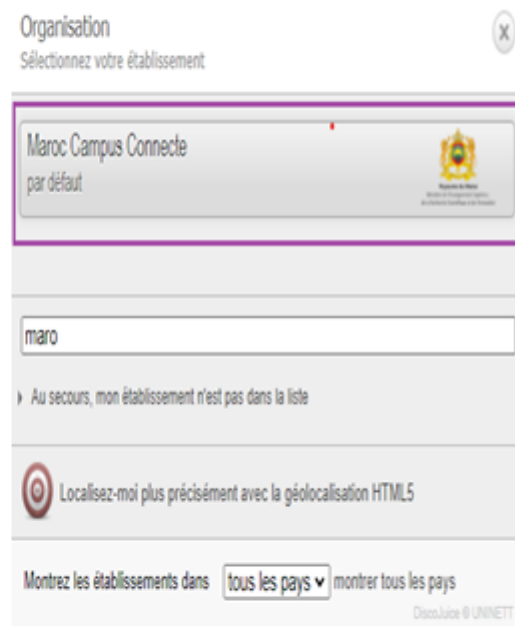 Organisation
Sélectionnez votre établissement
x
Maroc Campus Connecte
par défaut
maro
Au secours, mon établissement n'est pas dans la liste
Localisez-moi plus précisément avec la géolocalisation HTML5
Montrez les établissements dans tous les pays montrer tous les pays
DiscoJuice © UNINETT